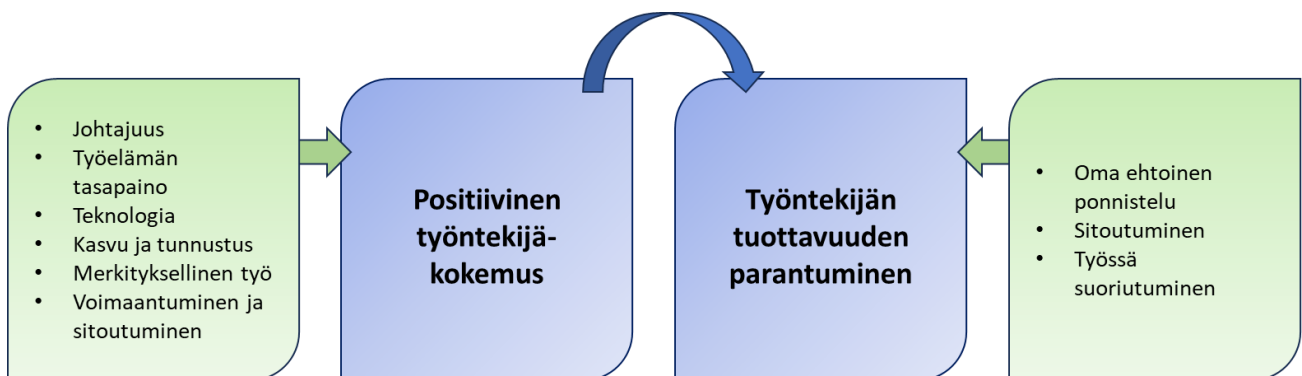 • Johtajuus
• Työelämän
tasapaino
• Teknologia
• Kasvu ja tunnustus
• Merkityksellinen työ
• Voimaantuminen ja
sitoutuminen
Positiivinen
työntekijä-
kokemus
Työntekijän
tuottavuuden
parantuminen
• Oma ehtoinen
ponnistelu
• Sitoutuminen
• Työssä
suoriutuminen